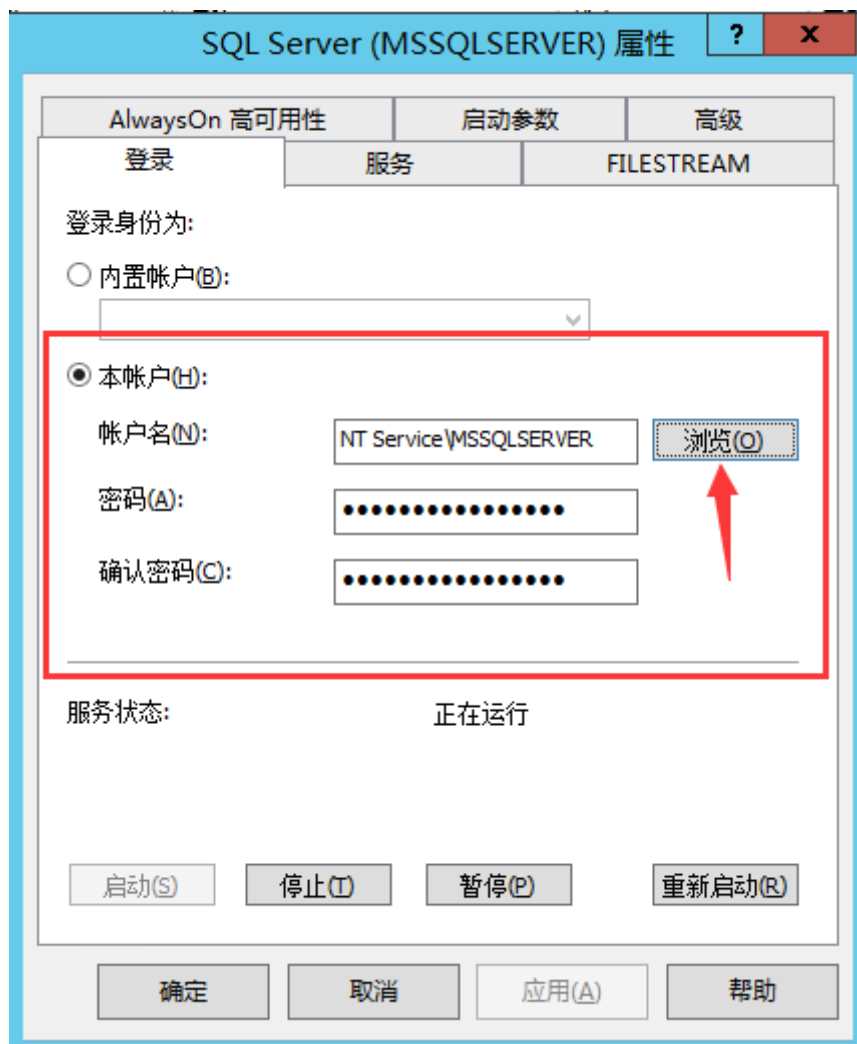 SQL Server (MSSQLSERVER) 属性
?
x
AlwaysOn 高可用性
启动参数
高级
登录
服务
FILESTREAM
登录身份为:
内置帐户(B):
本帐户(H):
帐户名(N):
NT Service\MSSQLSERVER
浏览(O)
密码(A):
••••••••••••••••
确认密码(C):
••••••••••••••••
服务状态:
正在运行
启动(S)
停止(T)
暂停(P)
重新启动(R)
确定
取消
应用(A)
帮助